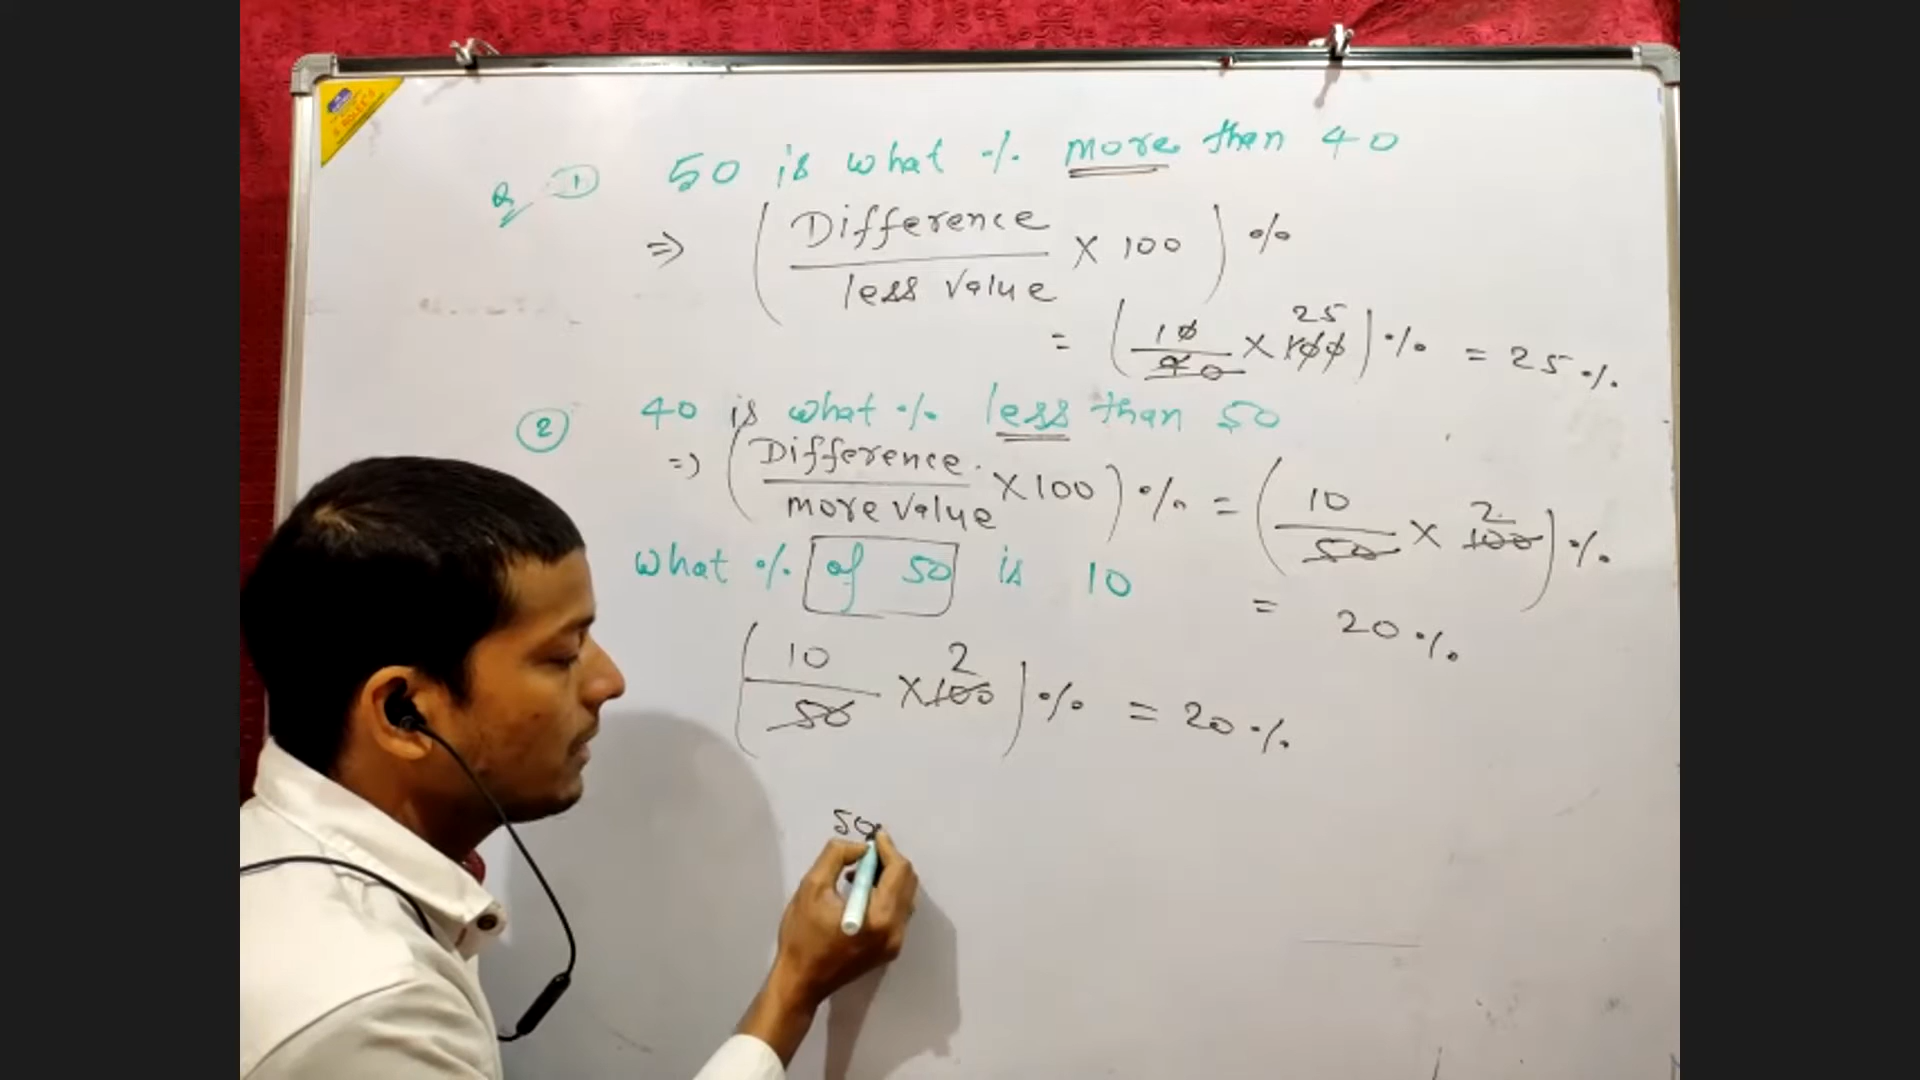 Q ① 50 is what % more than 40
⇒ (Difference / less value × 100) %
= (10 / 40 × 100) % = 25 %
25
② 40 is what % less than 50
⇒ (Difference / more value × 100) % = (10 / 50 × 100) %
2
= 20 %
what % of 50 is 10
(10 / 50 × 100) % = 20 %
2
50